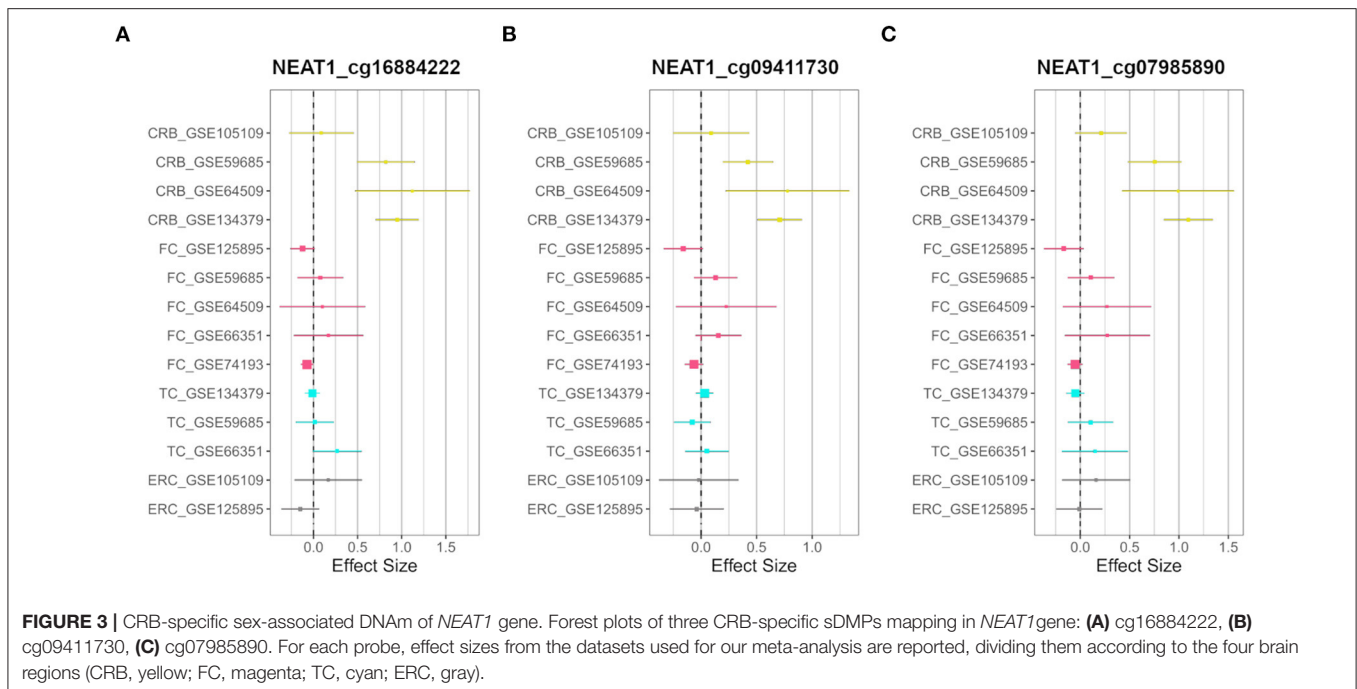 A
NEAT1_cg16884222
CRB_GSE105109
CRB_GSE59685
CRB_GSE64509
CRB_GSE134379
FC_GSE125895
FC_GSE59685
FC_GSE64509
FC_GSE66351
FC_GSE74193
TC_GSE134379
TC_GSE59685
TC_GSE66351
ERC_GSE105109
ERC_GSE125895
0.0 0.5 1.0 1.5
Effect Size
B
NEAT1_cg09411730
CRB_GSE105109
CRB_GSE59685
CRB_GSE64509
CRB_GSE134379
FC_GSE125895
FC_GSE59685
FC_GSE64509
FC_GSE66351
FC_GSE74193
TC_GSE134379
TC_GSE59685
TC_GSE66351
ERC_GSE105109
ERC_GSE125895
0.0 0.5 1.0
Effect Size
C
NEAT1_cg07985890
CRB_GSE105109
CRB_GSE59685
CRB_GSE64509
CRB_GSE134379
FC_GSE125895
FC_GSE59685
FC_GSE64509
FC_GSE66351
FC_GSE74193
TC_GSE134379
TC_GSE59685
TC_GSE66351
ERC_GSE105109
ERC_GSE125895
0.0 0.5 1.0 1.5
Effect Size
FIGURE 3 | CRB-specific sex-associated DNAm of NEAT1 gene. Forest plots of three CRB-specific sDMPs mapping in NEAT1gene: (A) cg16884222, (B)
cg09411730, (C) cg07985890. For each probe, effect sizes from the datasets used for our meta-analysis are reported, dividing them according to the four brain
regions (CRB, yellow; FC, magenta; TC, cyan; ERC, gray).